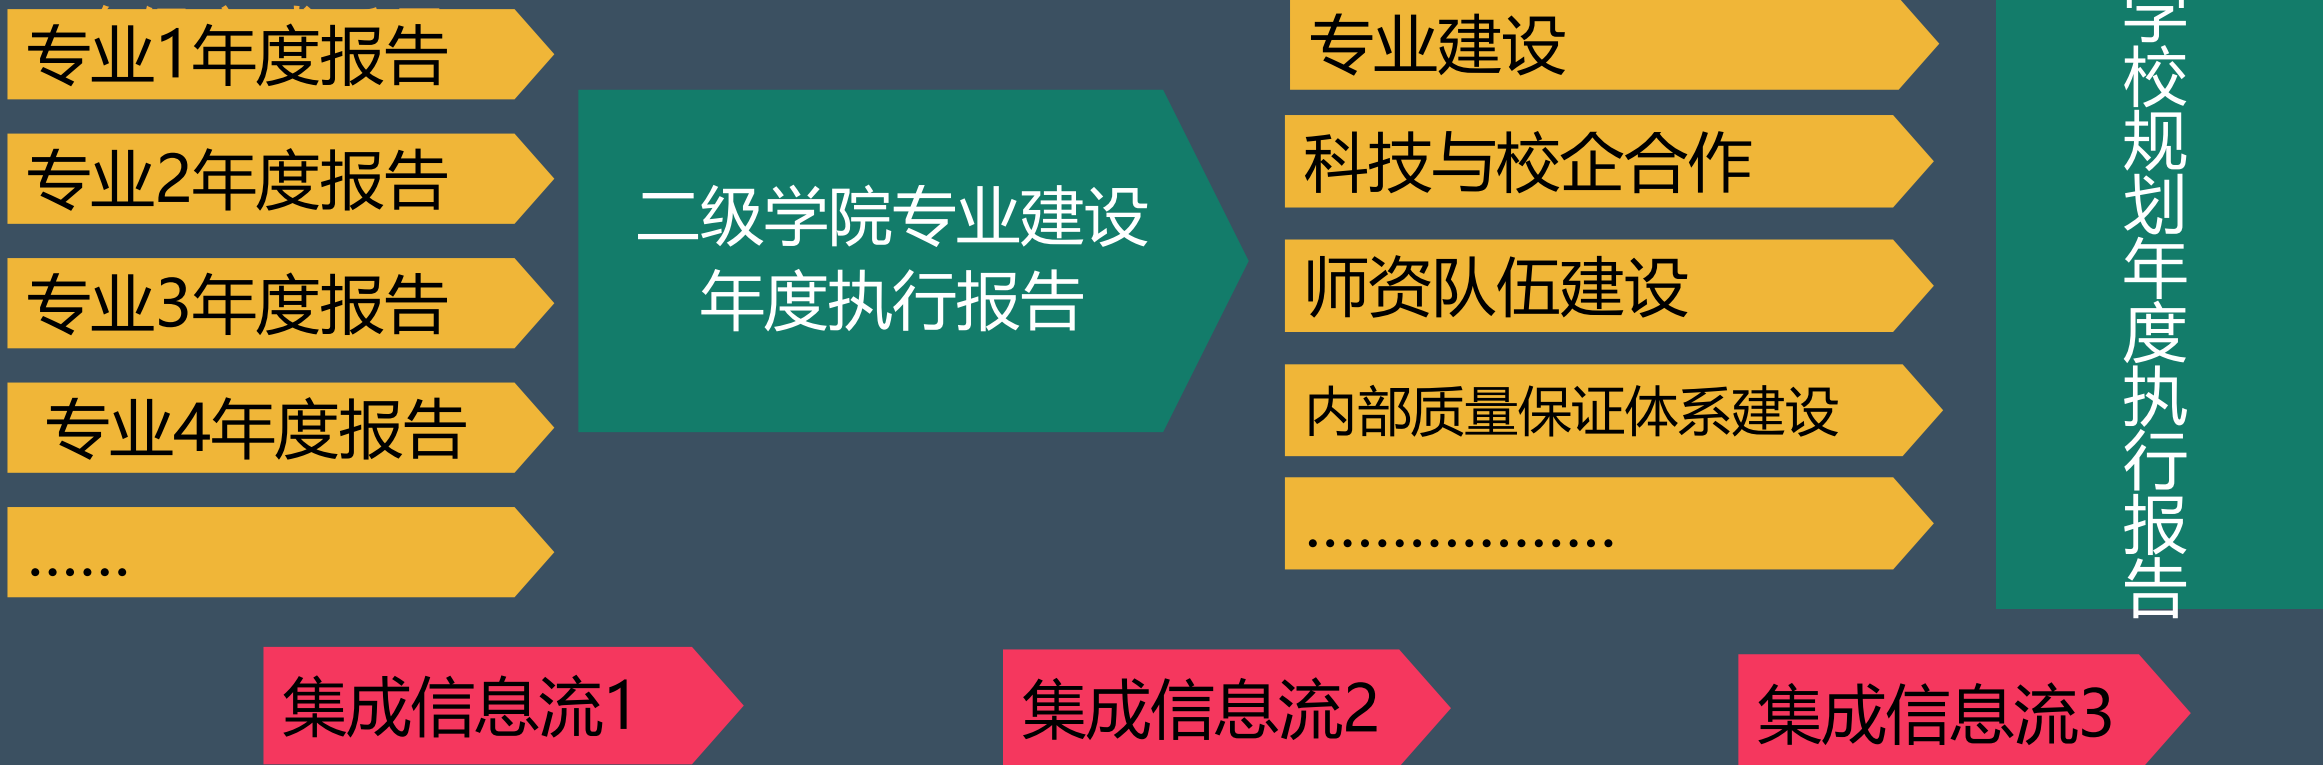 专业1年度报告
专业2年度报告
专业3年度报告
专业4年度报告
……
二级学院专业建设
年度执行报告
专业建设
科技与校企合作
师资队伍建设
内部质量保证体系建设
………………
学校规划年度执行报告
集成信息流1
集成信息流2
集成信息流3